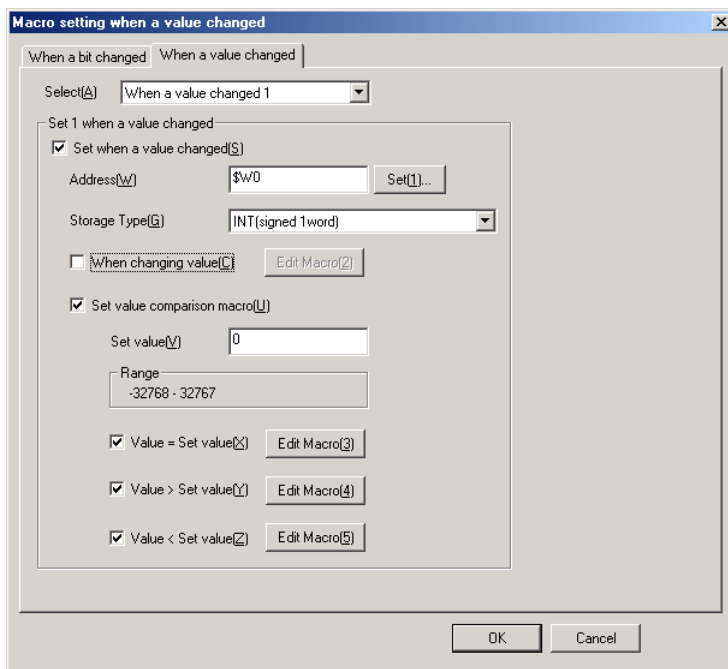 Macro setting when a value changed
When a bit changed When a value changed
Select(A) When a value changed 1
Set 1 when a value changed
Set when a value changed(S)
Address(W) $W0 Set(1)...
Storage Type(G) INT(signed 1word)
When changing value(C) Edit Macro(2)
Set value comparison macro(U)
Set value(V) 0
Range
-32768 - 32767
Value = Set value(X) Edit Macro(3)
Value > Set value(Y) Edit Macro(4)
Value < Set value(Z) Edit Macro(5)
OK Cancel